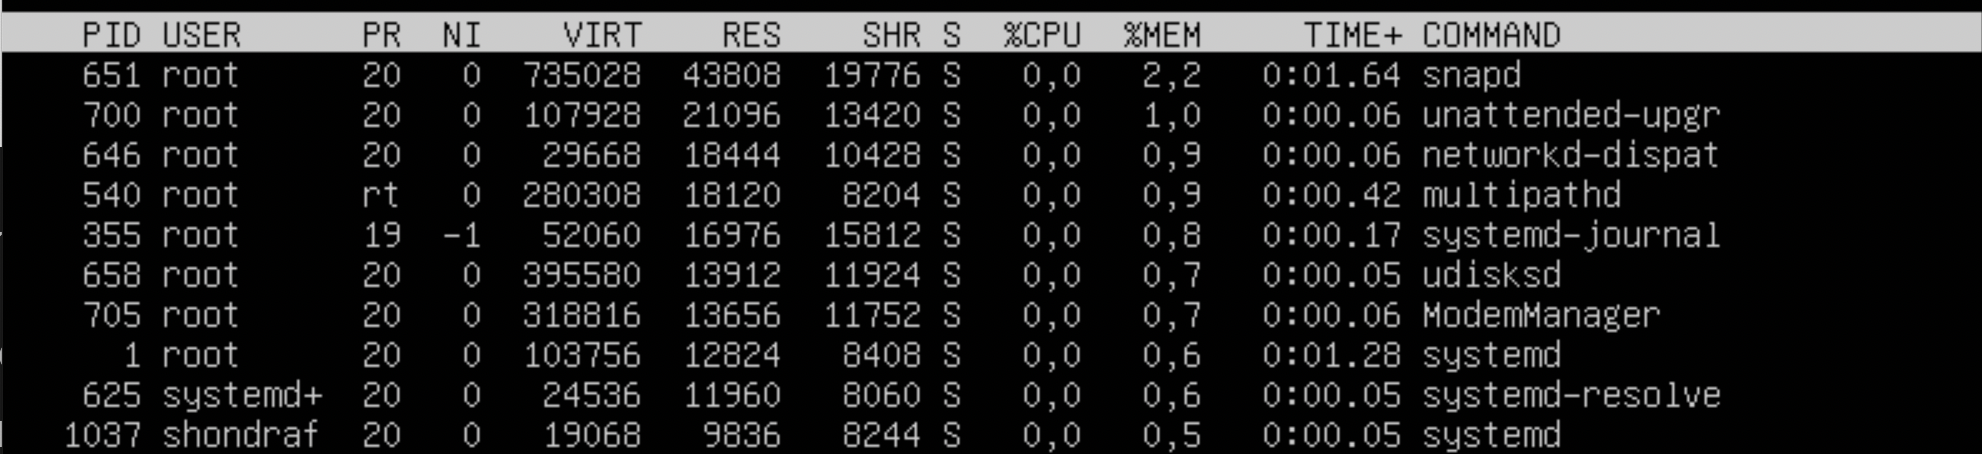 PID USER PR NI VIRT RES SHR S %CPU %MEM TIME+ COMMAND
651 root 20 0 735028 43808 19776 S 0,0 2,2 0:01.64 snapd
700 root 20 0 107928 21096 13420 S 0,0 1,0 0:00.06 unattended-upgr
646 root 20 0 29668 18444 10428 S 0,0 0,9 0:00.06 networkd-dispat
540 root rt 0 280308 18120 8204 S 0,0 0,9 0:00.42 multipathd
355 root 19 -1 52060 16976 15812 S 0,0 0,8 0:00.17 systemd-journal
658 root 20 0 395580 13912 11924 S 0,0 0,7 0:00.05 udisksd
705 root 20 0 318816 13656 11752 S 0,0 0,7 0:00.06 ModemManager
1 root 20 0 103756 12824 8408 S 0,0 0,6 0:01.28 systemd
625 systemd+ 20 0 24536 11960 8060 S 0,0 0,6 0:00.05 systemd-resolve
1037 shondraf 20 0 19068 9836 8244 S 0,0 0,5 0:00.05 systemd